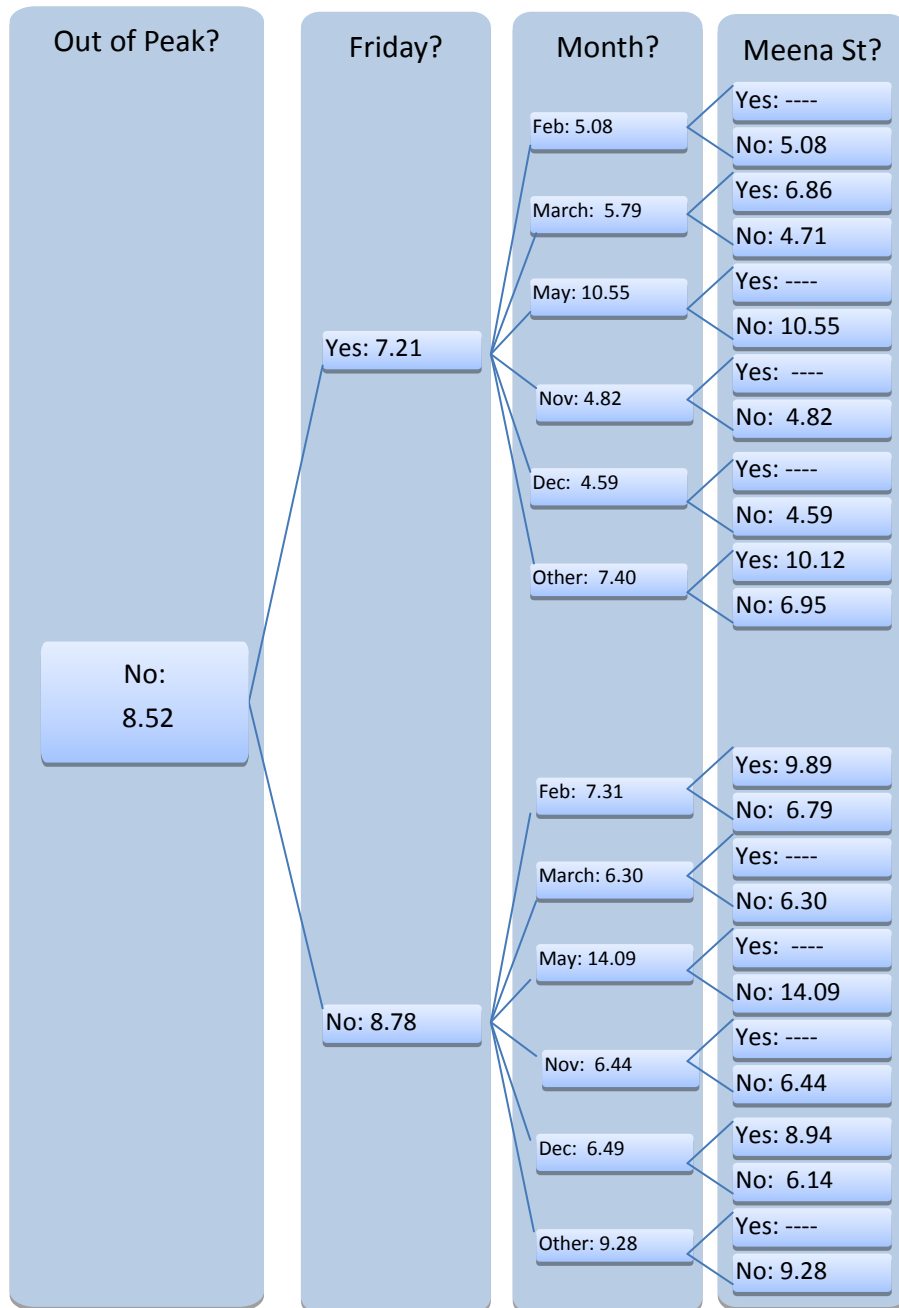 Out of Peak?
Friday?
Month?
Meena St?
No:
8.52
Yes: 7.21
No: 8.78
Feb: 5.08
March: 5.79
May: 10.55
Nov: 4.82
Dec: 4.59
Other: 7.40
Feb: 7.31
March: 6.30
May: 14.09
Nov: 6.44
Dec: 6.49
Other: 9.28
Yes: ----
No: 5.08
Yes: 6.86
No: 4.71
Yes: ----
No: 10.55
Yes: ----
No: 4.82
Yes: ----
No: 4.59
Yes: 10.12
No: 6.95
Yes: 9.89
No: 6.79
Yes: ----
No: 6.30
Yes: ----
No: 14.09
Yes: ----
No: 6.44
Yes: 8.94
No: 6.14
Yes: ----
No: 9.28